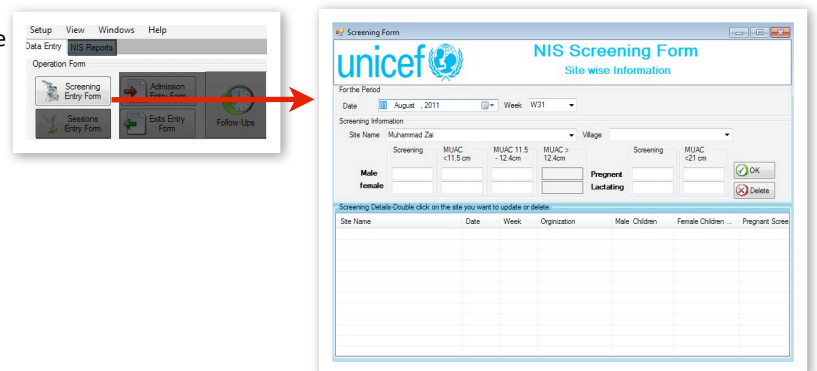 Setup View Windows Help
e
Data Entry NIS Reports
Operation Form
Screening Entry Form
Admission Entry Form
Sessions Entry Form
Exits Entry Form
Follow-Ups
Screening Form
unicef
NIS Screening Form
Site wise Information
For the Period
Date 01 August , 2011 Week W31
Screening Information
Site Name Muhammad Zai Village
Screening MUAC <11.5 cm MUAC 11.5 - 12.4cm MUAC > 12.4cm Screening MUAC <21 cm
Male Pregnent OK
female Lactating Delete
Screening Details-Double click on the site you want to update or delete.
Site Name Date Week Orginization Male Children Female Children ... Pregnant Scree